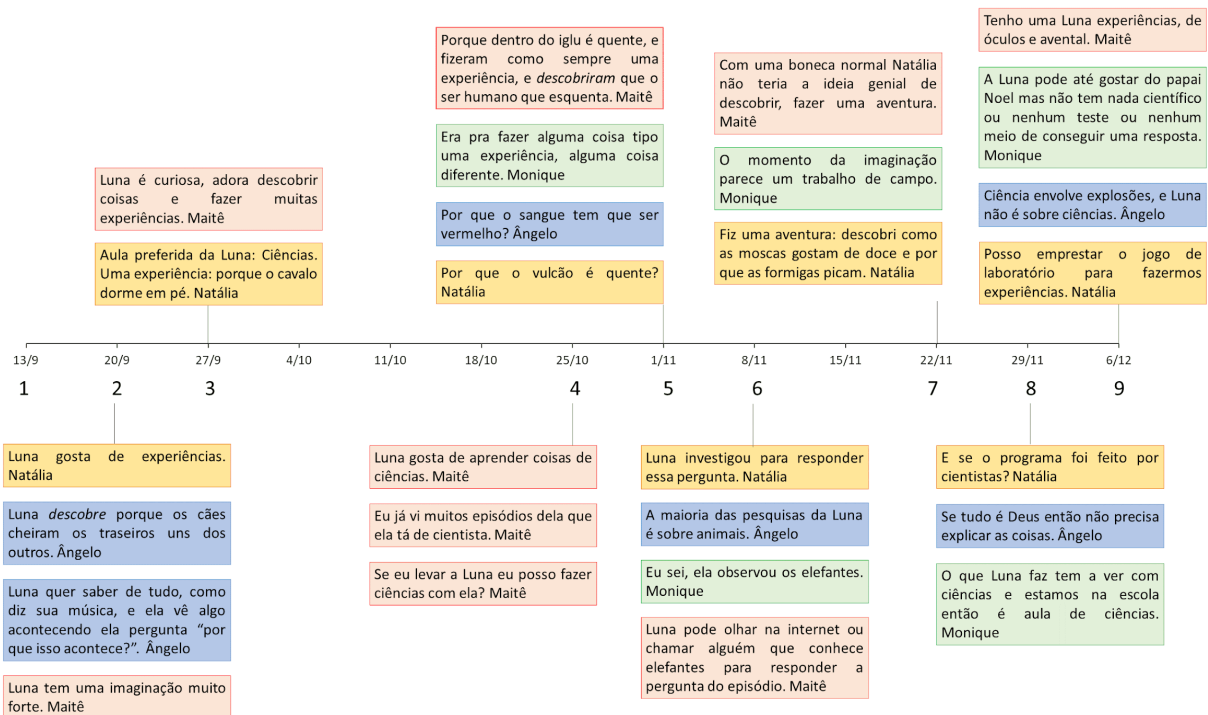 Luna é curiosa, adora descobrir
coisas e fazer muitas
experiências. Maitê
Aula preferida da Luna: Ciências.
Uma experiência: porque o cavalo
dorme em pé. Natália
Porque dentro do iglu é quente, e
fizeram como sempre uma
experiência, e descobriram que o
ser humano que esquenta. Maitê
Era pra fazer alguma coisa tipo
uma experiência, alguma coisa
diferente. Monique
Por que o sangue tem que ser
vermelho? Ângelo
Por que o vulcão é quente?
Natália
Com uma boneca normal Natália
não teria a ideia genial de
descobrir, fazer uma aventura.
Maitê
O momento da imaginação
parece um trabalho de campo.
Monique
Fiz uma aventura: descobri como
as moscas gostam de doce e por
que as formigas picam. Natália
Tenho uma Luna experiências, de
óculos e avental. Maitê
A Luna pode até gostar do papai
Noel mas não tem nada científico
ou nenhum teste ou nenhum
meio de conseguir uma resposta.
Monique
Ciência envolve explosões, e Luna
não é sobre ciências. Ângelo
Posso emprestar o jogo de
laboratório para fazermos
experiências. Natália
13/9 20/9 27/9 4/10 11/10 18/10 25/10 1/11 8/11 15/11 22/11 29/11 6/12
1 2 3 4 5 6 7 8 9
Luna gosta de experiências.
Natália
Luna descobre porque os cães
cheiram os traseiros uns dos
outros. Ângelo
Luna quer saber de tudo, como
diz sua música, e ela vê algo
acontecendo ela pergunta “por
que isso acontece?”. Ângelo
Luna tem uma imaginação muito
forte. Maitê
Luna gosta de aprender coisas de
ciências. Maitê
Eu já vi muitos episódios dela que
ela tá de cientista. Maitê
Se eu levar a Luna eu posso fazer
ciências com ela? Maitê
Luna investigou para responder
essa pergunta. Natália
A maioria das pesquisas da Luna
é sobre animais. Ângelo
Eu sei, ela observou os elefantes.
Monique
Luna pode olhar na internet ou
chamar alguém que conhece
elefantes para responder a
pergunta do episódio. Maitê
E se o programa foi feito por
cientistas? Natália
Se tudo é Deus então não precisa
explicar as coisas. Ângelo
O que Luna faz tem a ver com
ciências e estamos na escola
então é aula de ciências.
Monique